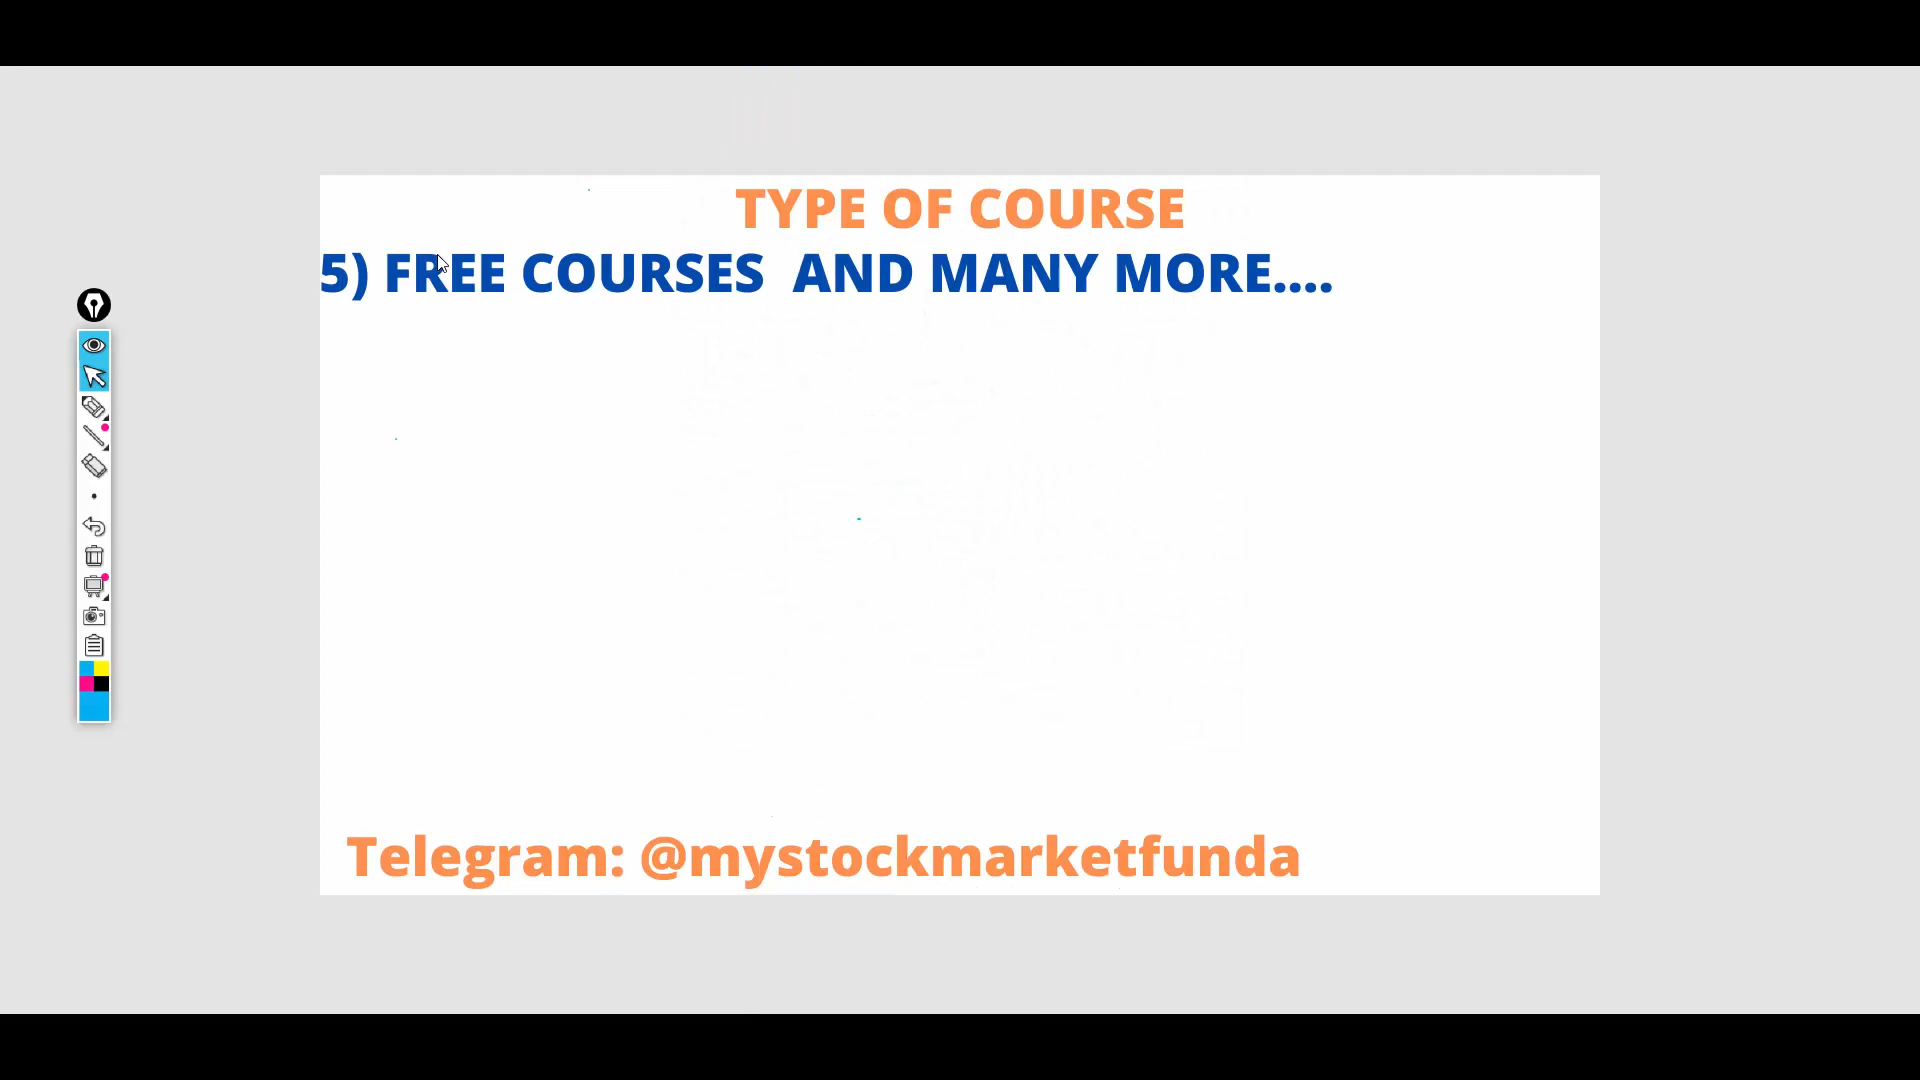 TYPE OF COURSE
5) FREE COURSES  AND MANY MORE....
Telegram: @mystockmarketfunda